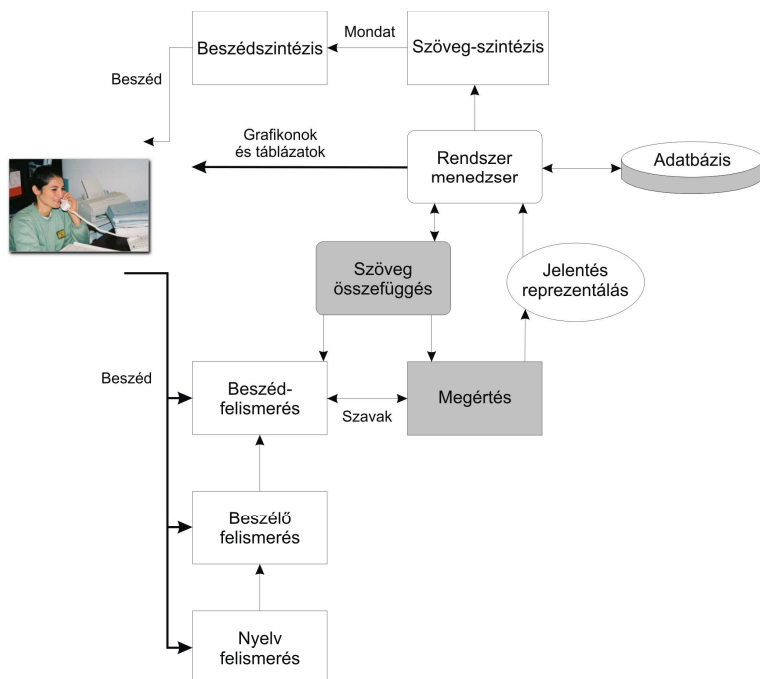 Beszédszintézis
Mondat
Szöveg-szintézis
Beszéd
Grafikonok
és táblázatok
Rendszer
menedzser
Adatbázis
Szöveg
összefüggés
Jelentés
reprezentálás
Beszéd
Beszéd-
felismerés
Szavak
Megértés
Beszélő
felismerés
Nyelv
felismerés